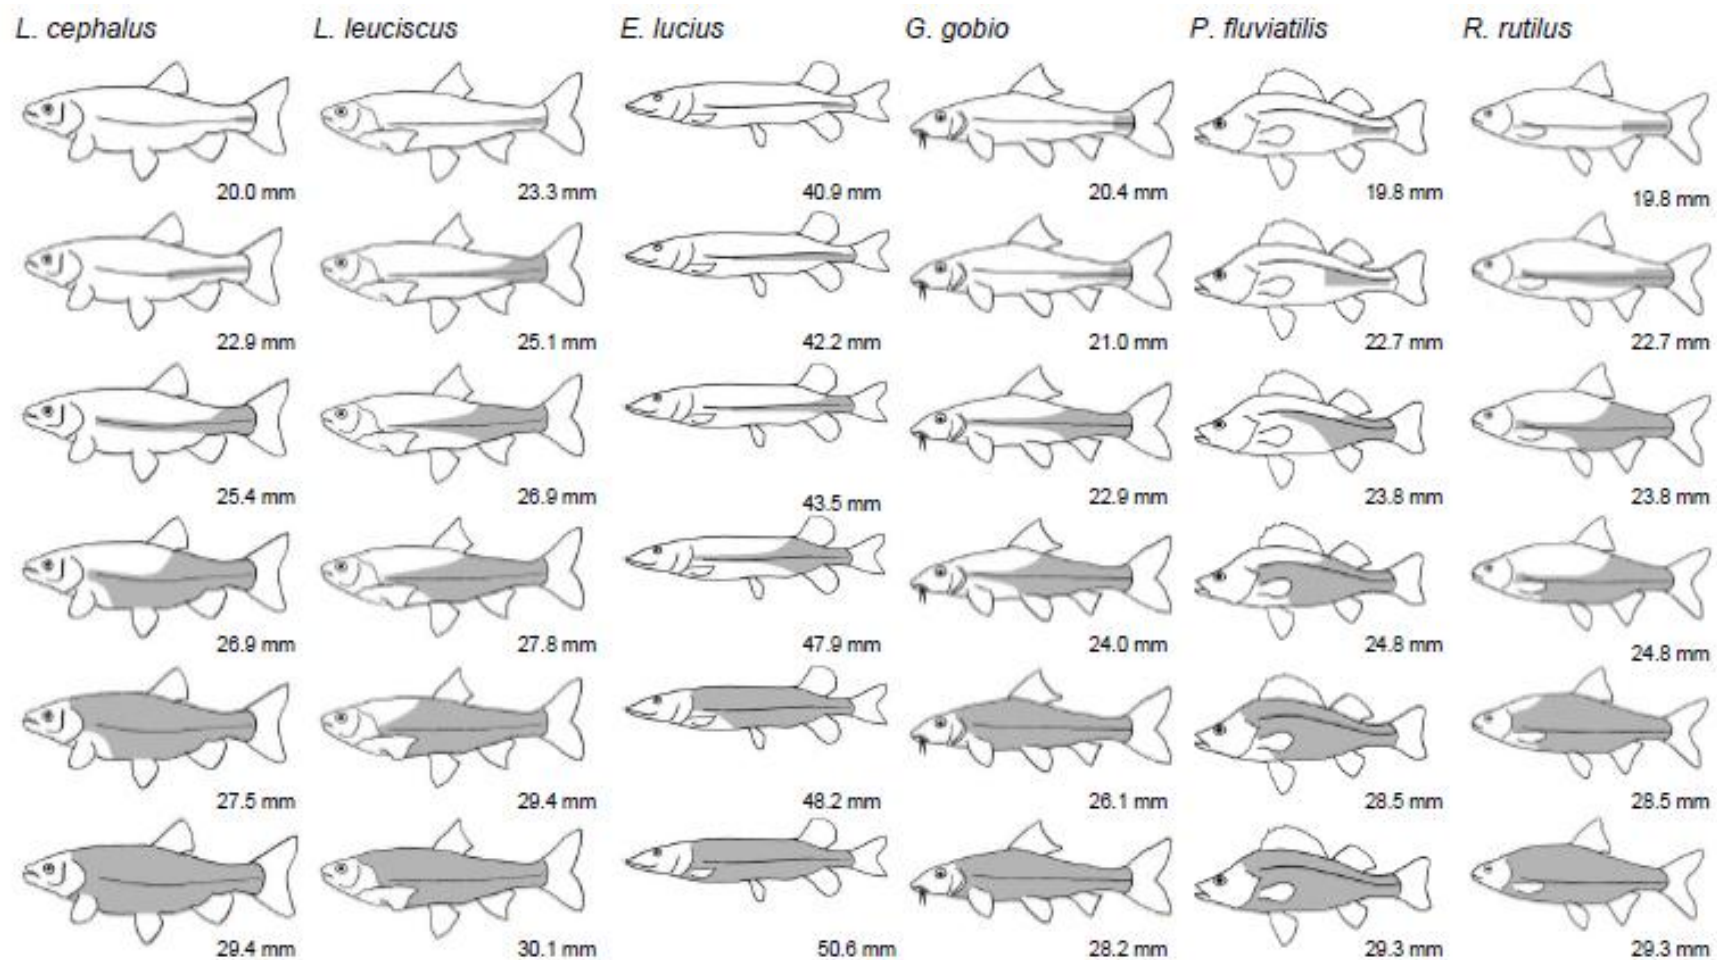 L. cephalus L. leuciscus E. lucius G. gobio P. fluviatilis R. rutilus
20.0 mm 23.3 mm 40.9 mm 20.4 mm 19.8 mm 19.8 mm
22.9 mm 25.1 mm 42.2 mm 21.0 mm 22.7 mm 22.7 mm
25.4 mm 26.9 mm 43.5 mm 22.9 mm 23.8 mm 23.8 mm
26.9 mm 27.8 mm 47.9 mm 24.0 mm 24.8 mm 24.8 mm
27.5 mm 29.4 mm 48.2 mm 26.1 mm 28.5 mm 28.5 mm
29.4 mm 30.1 mm 50.6 mm 28.2 mm 29.3 mm 29.3 mm